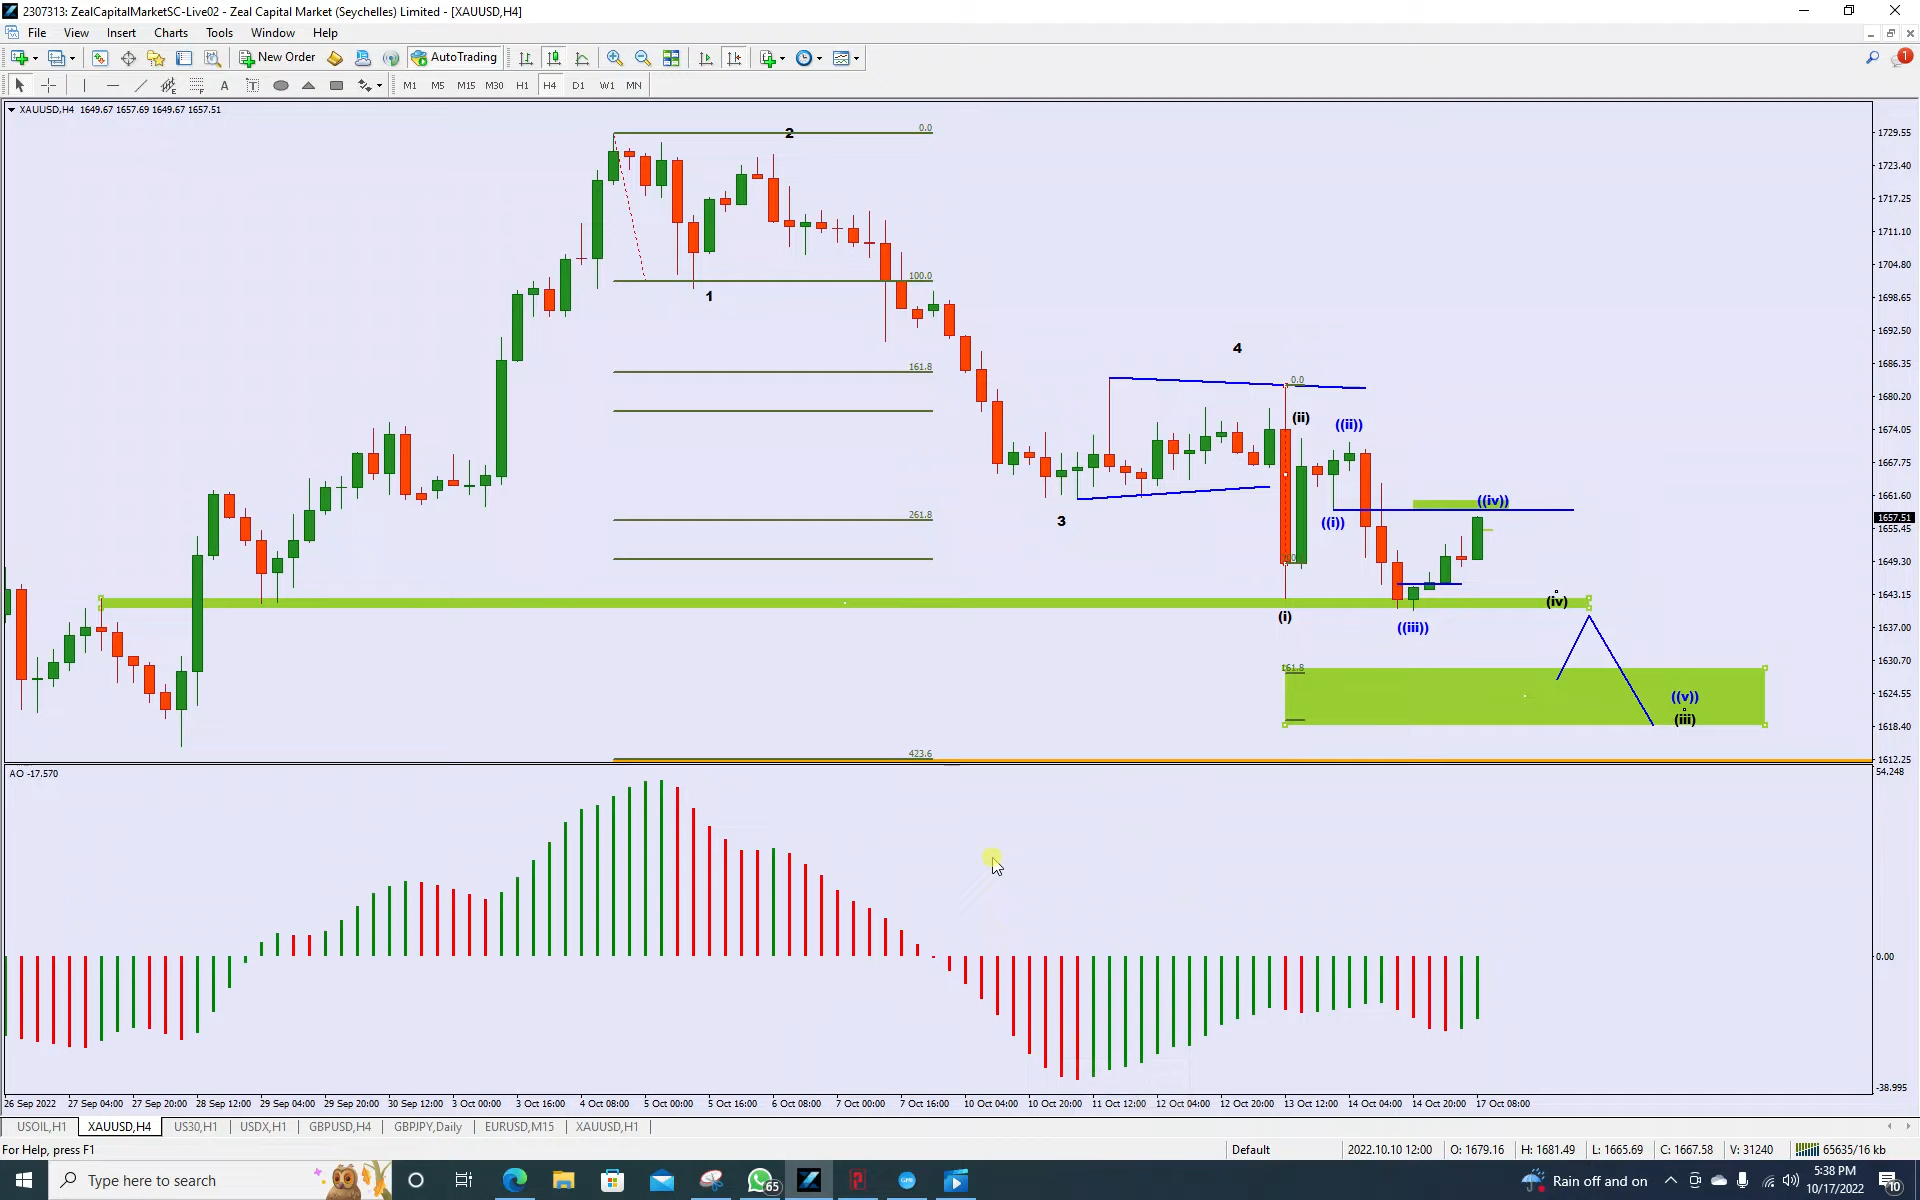 2307313: ZealCapitalMarketSC-Live02 - Zeal Capital Market (Seychelles) Limited - [XAUUSD,H4]
File View Insert Charts Tools Window Help
New Order AutoTrading
1
A T M1 M5 M15 M30 H1 H4 D1 W1 MN
XAUUSD,H4 1649.67 1657.69 1649.67 1657.51
0.0
2
1729.55
1723.40
1717.25
1711.10
1704.80
100.0
1
1698.65
1692.50
1686.35
161.8
4
0.0
1680.20
(ii)
((ii))
1674.05
1667.75
1661.60
((iv))
261.8
3
((i))
1657.51
1655.45
1649.30
1643.15
(iv)
(i)
((iii))
1637.00
1630.70
161.8
1624.55
((v))
(iii)
1618.40
423.6
1612.25
AO -17.570
54.248
0.00
-38.995
26 Sep 2022 27 Sep 04:00 27 Sep 20:00 28 Sep 12:00 29 Sep 04:00 29 Sep 20:00 30 Sep 12:00 3 Oct 00:00 3 Oct 16:00 4 Oct 08:00 5 Oct 00:00 5 Oct 16:00 6 Oct 08:00 7 Oct 00:00 7 Oct 16:00 10 Oct 04:00 10 Oct 20:00 11 Oct 12:00 12 Oct 04:00 12 Oct 20:00 13 Oct 12:00 14 Oct 04:00 14 Oct 20:00 17 Oct 08:00
USOIL,H1 XAUUSD,H4 US30,H1 USDX,H1 GBPUSD,H4 GBPJPY,Daily EURUSD,M15 XAUUSD,H1
For Help, press F1 Default 2022.10.10 12:00 O: 1679.16 H: 1681.49 L: 1665.69 C: 1667.58 V: 31240 65635/16 kb
Type here to search 65 Rain off and on 5:38 PM
10/17/2022 10